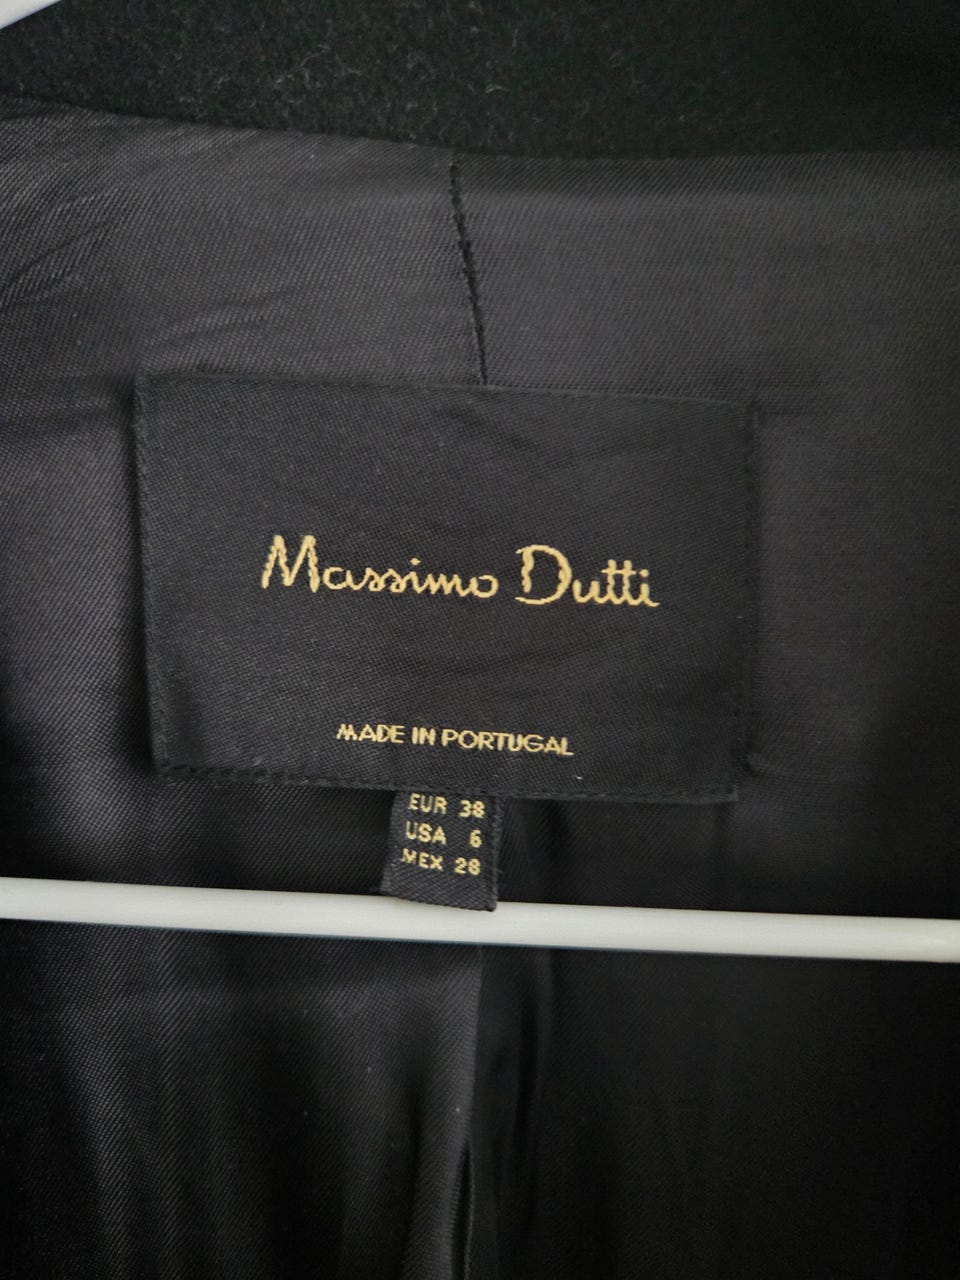 Massimo Dutti
MADE IN PORTUGAL
EUR 38
USA 6
MEX 28